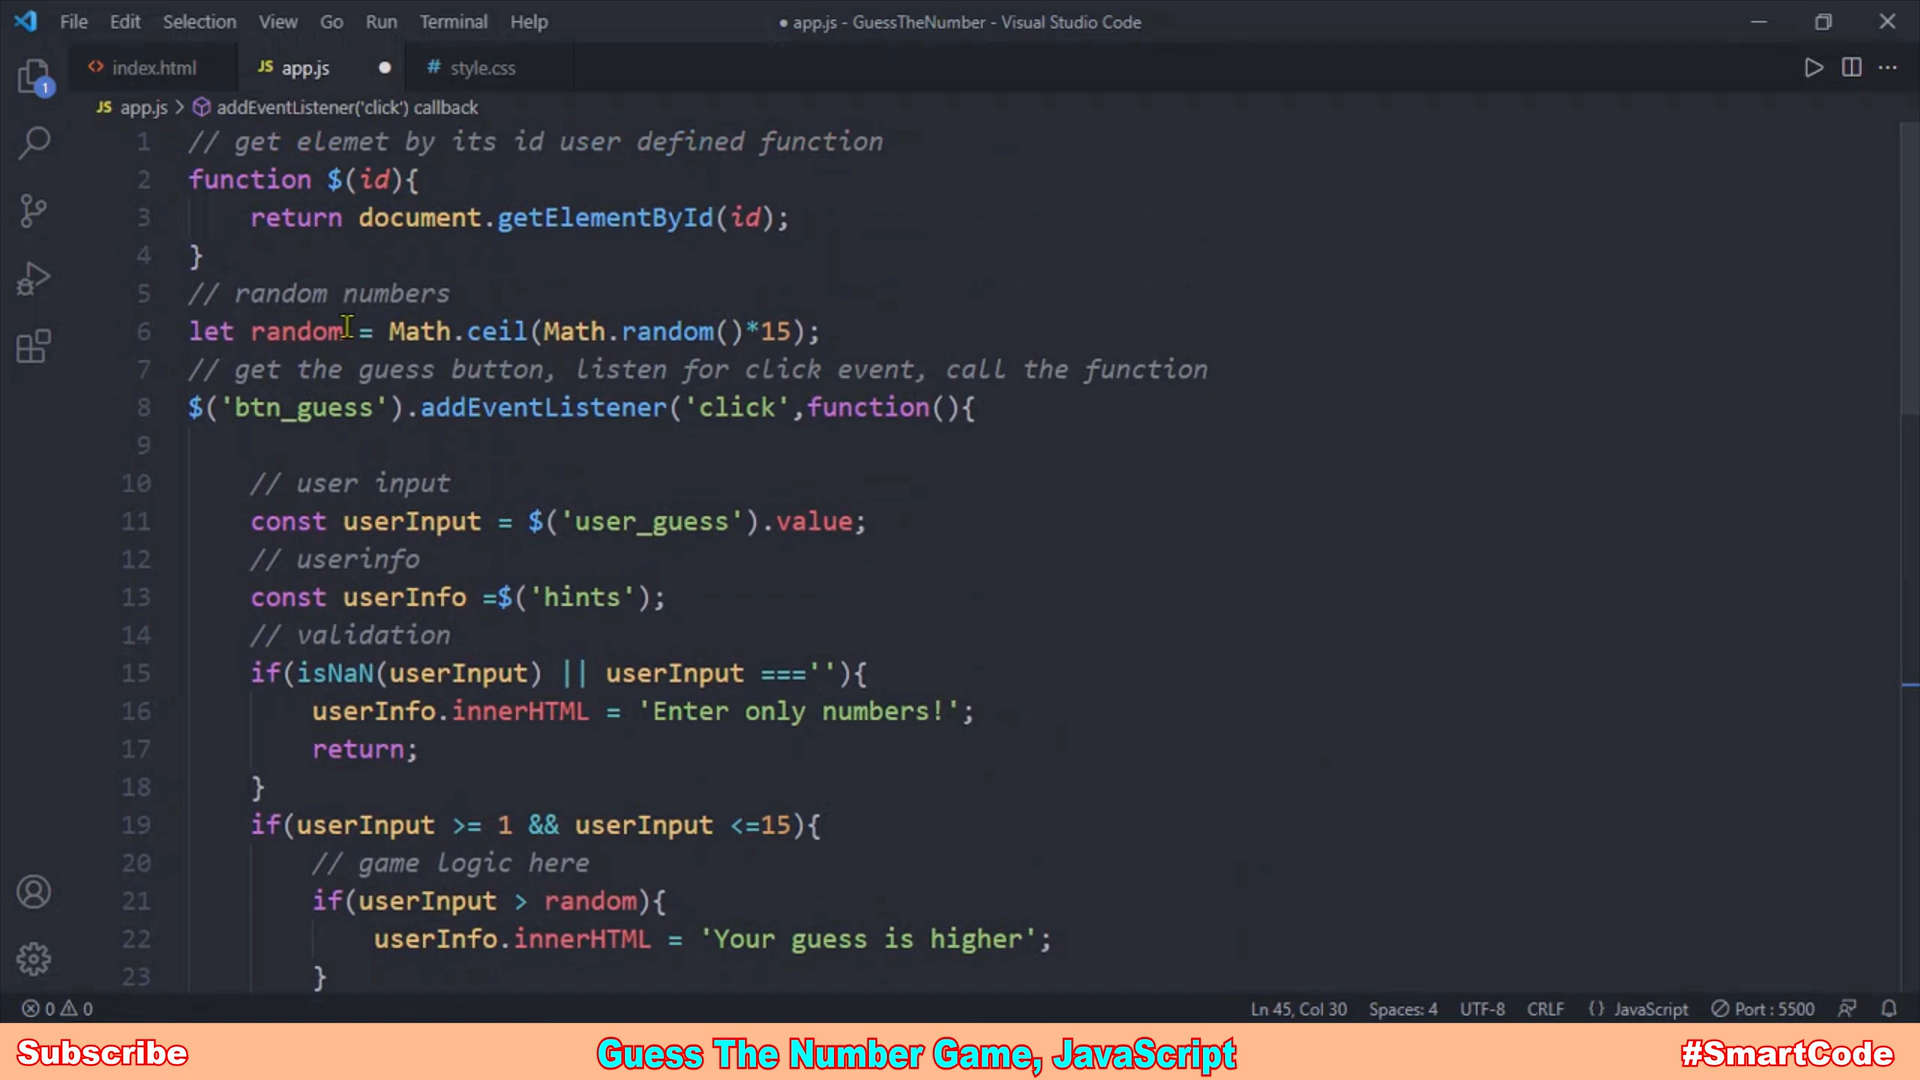 File Edit Selection View Go Run Terminal Help
● app.js - GuessTheNumber - Visual Studio Code
<> index.html JS app.js ● # style.css
JS app.js > addEventListener('click') callback
1 // get elemet by its id user defined function
2 function $(id){
3 return document.getElementById(id);
4 }
5 // random numbers
6 let random = Math.ceil(Math.random()*15);
7 // get the guess button, listen for click event, call the function
8 $('btn_guess').addEventListener('click',function(){
9
10 // user input
11 const userInput = $('user_guess').value;
12 // userinfo
13 const userInfo =$('hints');
14 // validation
15 if(isNaN(userInput) || userInput ===''){
16 userInfo.innerHTML = 'Enter only numbers!';
17 return;
18 }
19 if(userInput >= 1 && userInput <=15){
20 // game logic here
21 if(userInput > random){
22 userInfo.innerHTML = 'Your guess is higher';
23 }
1
0 0 Ln 45, Col 30 Spaces: 4 UTF-8 CRLF {} JavaScript Port : 5500
Subscribe Guess The Number Game, JavaScript #SmartCode